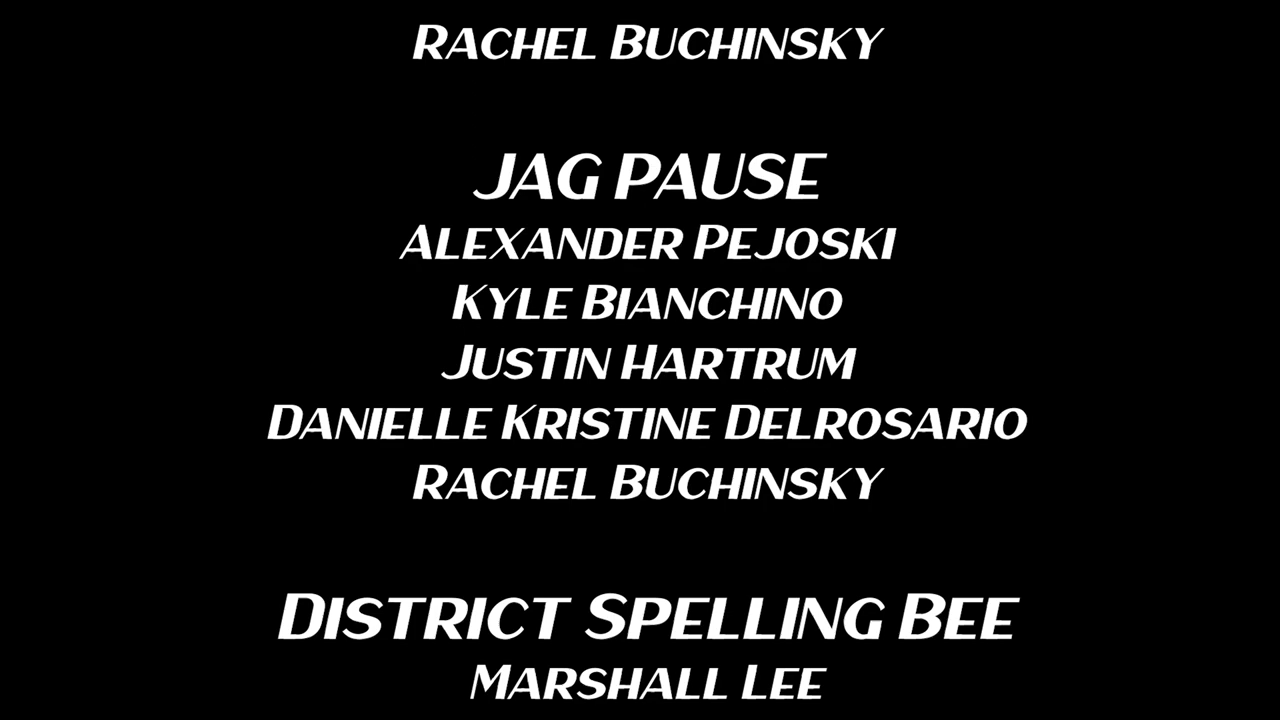 Rachel Buchinsky
JAG PAUSE
Alexander Pejoski
Kyle Bianchino
Justin Hartrum
Danielle Kristine Delrosario
Rachel Buchinsky
District Spelling Bee
Marshall Lee